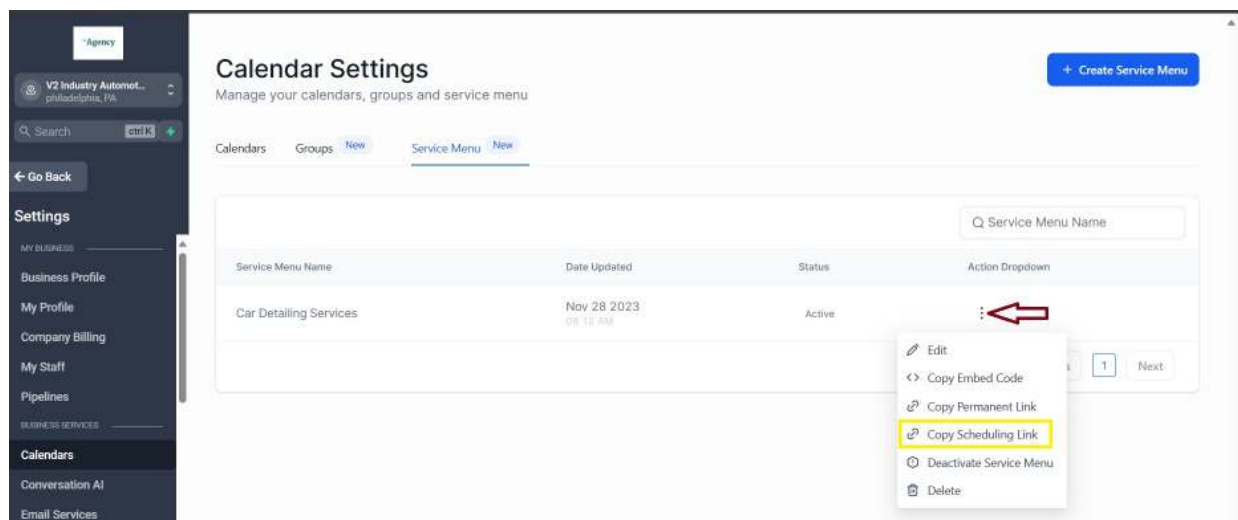 Agency
V2 Industry Automot...
philadelphia, PA
Search ctrl K
Go Back
Settings
MY BUSINESS
Business Profile
My Profile
Company Billing
My Staff
Pipelines
BUSINESS SERVICES
Calendars
Conversation AI
Email Services
Calendar Settings
Manage your calendars, groups and service menu
+ Create Service Menu
Calendars Groups New Service Menu New
Service Menu Name
Service Menu Name Date Updated Status Action Dropdown
Car Detailing Services Nov 28 2023 Active
AM
1 Next
Edit
Copy Embed Code
Copy Permanent Link
Copy Scheduling Link
Deactivate Service Menu
Delete